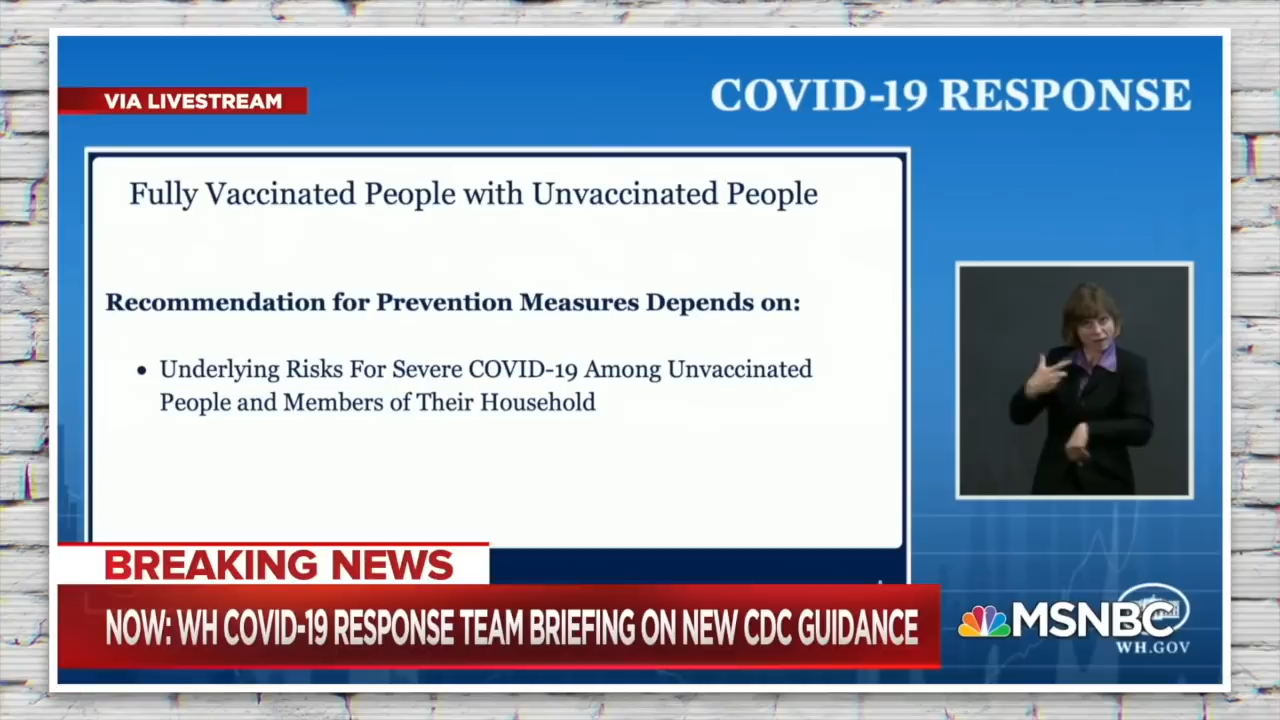 VIA LIVESTREAM
COVID-19 RESPONSE
Fully Vaccinated People with Unvaccinated People
Recommendation for Prevention Measures Depends on:
• Underlying Risks For Severe COVID-19 Among Unvaccinated
People and Members of Their Household
BREAKING NEWS
NOW: WH COVID-19 RESPONSE TEAM BRIEFING ON NEW CDC GUIDANCE
MSNBC
WH.GOV